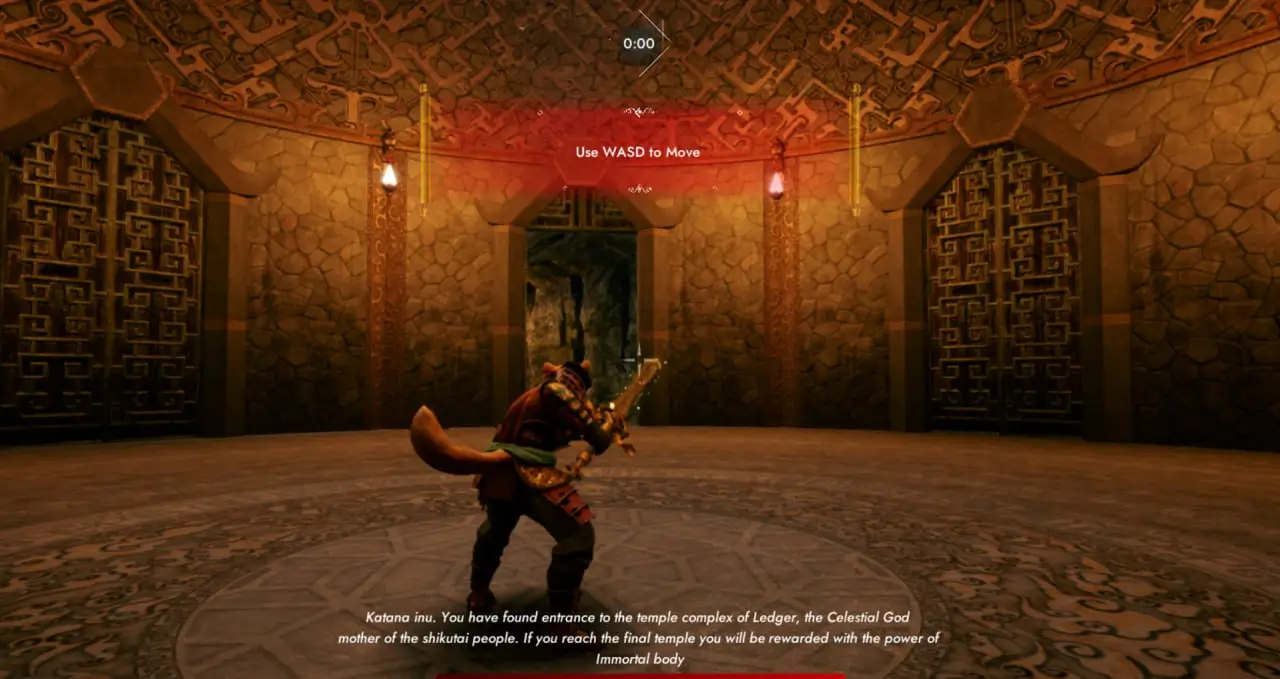 0:00
Use WASD to Move
Katana inu. You have found entrance to the temple complex of Ledger, the Celestial God
mother of the shikutai people. If you reach the final temple you will be rewarded with the power of
Immortal body